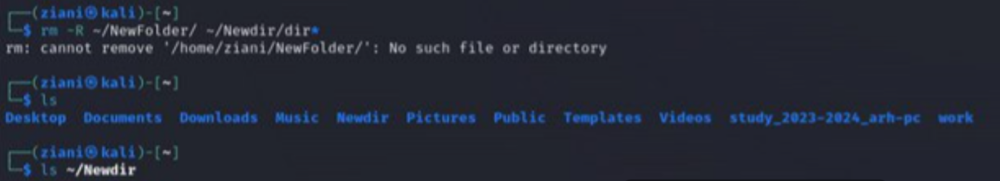 ┌──(ziani㉿kali)-[~]
└─$ rm -R ~/NewFolder/ ~/Newdir/dir*
rm: cannot remove '/home/ziani/NewFolder/': No such file or directory
┌──(ziani㉿kali)-[~]
└─$ ls
Desktop Documents Downloads Music Newdir Pictures Public Templates Videos study_2023-2024_arh-pc work
┌──(ziani㉿kali)-[~]
└─$ ls ~/Newdir